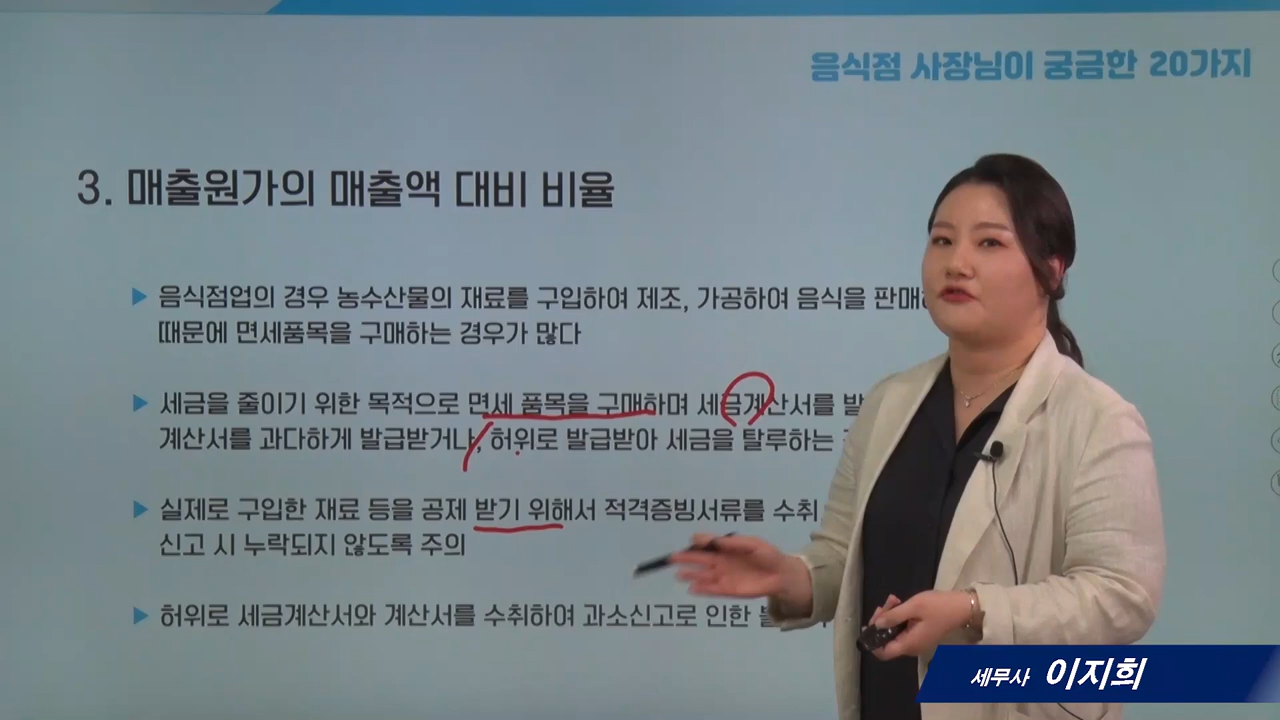 음식점 사장님이 궁금한 20가지
3. 매출원가의 매출액 대비 비율
▶ 음식점업의 경우 농수산물의 재료를 구입하여 제조, 가공하여 음식을 판매
때문에 면세품목을 구매하는 경우가 많다
▶ 세금을 줄이기 위한 목적으로 면세 품목을 구매하며 세금계산서를 발
계산서를 과다하게 발급받거나, 허위로 발급받아 세금을 탈루하는
▶ 실제로 구입한 재료 등을 공제 받기 위해서 적격증빙서류를 수취
신고 시 누락되지 않도록 주의
▶ 허위로 세금계산서와 계산서를 수취하여 과소신고로 인한
세무사 이지희